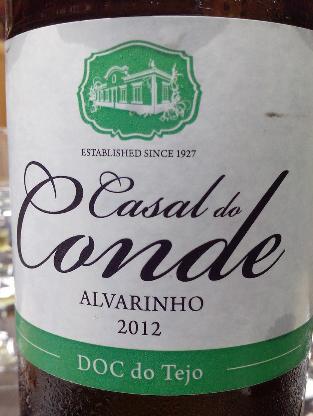 ESTABLISHED SINCE 1927
Casal do
Conde
ALVARINHO
2012
DOC do Tejo